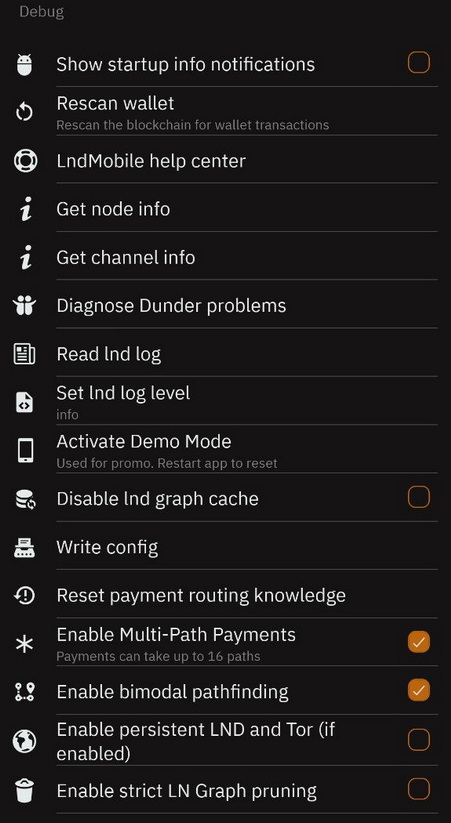 Debug
Show startup info notifications
Rescan wallet
Rescan the blockchain for wallet transactions
LndMobile help center
Get node info
Get channel info
Diagnose Dunder problems
Read lnd log
Set lnd log level
info
Activate Demo Mode
Used for promo. Restart app to reset
Disable lnd graph cache
Write config
Reset payment routing knowledge
Enable Multi-Path Payments
Payments can take up to 16 paths
Enable bimodal pathfinding
Enable persistent LND and Tor (if
enabled)
Enable strict LN Graph pruning